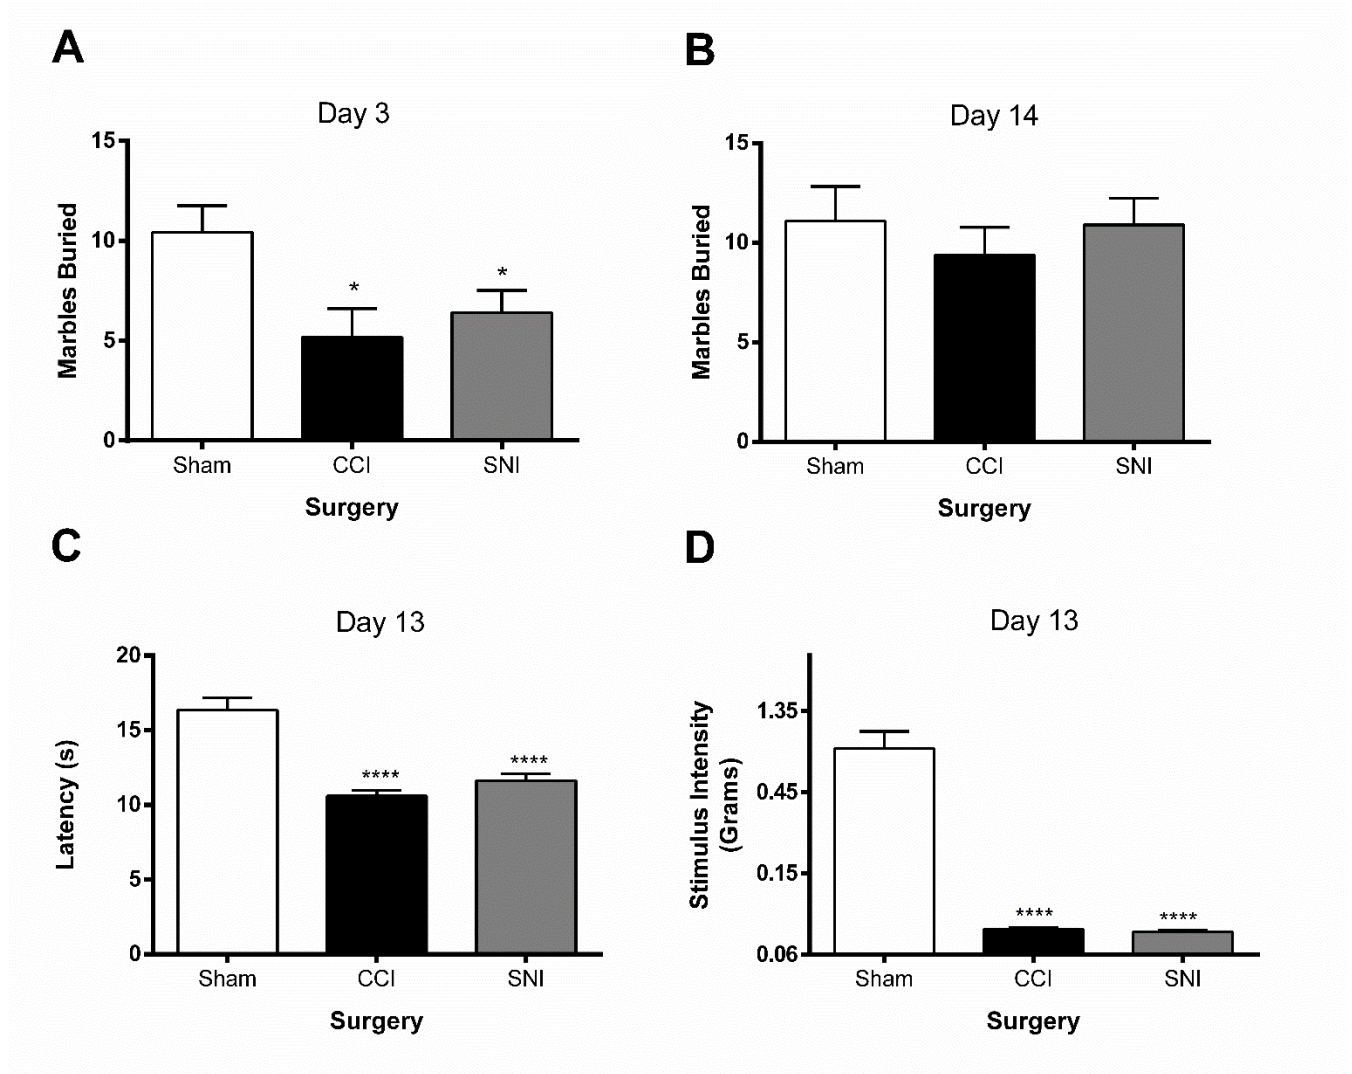 A
Day 3
Marbles Buried
15
10
5
0
*
*
Sham CCI SNI
Surgery
B
Day 14
Marbles Buried
15
10
5
0
Sham CCI SNI
Surgery
C
Day 13
Latency (s)
20
15
10
5
0
****
****
Sham CCI SNI
Surgery
D
Day 13
Stimulus Intensity
(Grams)
1.35
0.45
0.15
0.06
****
****
Sham CCI SNI
Surgery